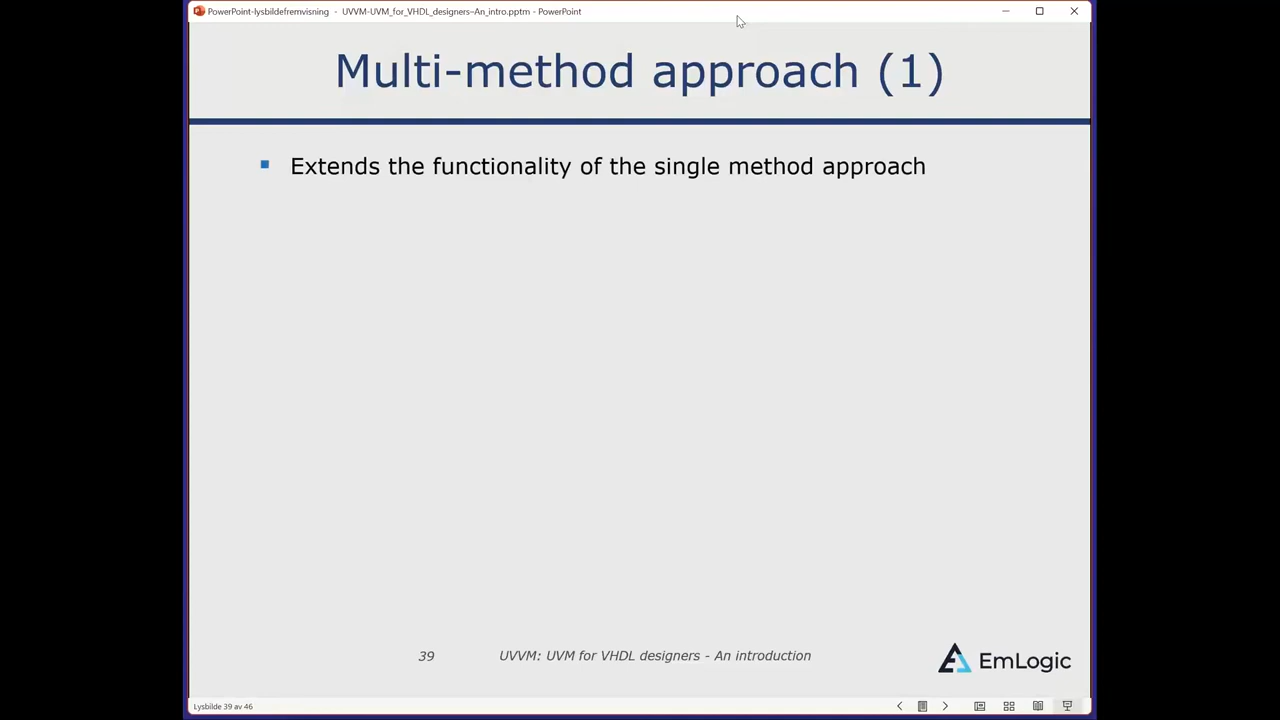 PowerPoint-lysbildefremvisning - UVVM-UVM_for_VHDL_designers–An_intro.pptm - PowerPoint
Multi-method approach (1)
Extends the functionality of the single method approach
39 UVVM: UVM for VHDL designers - An introduction EmLogic
Lysbilde 39 av 46